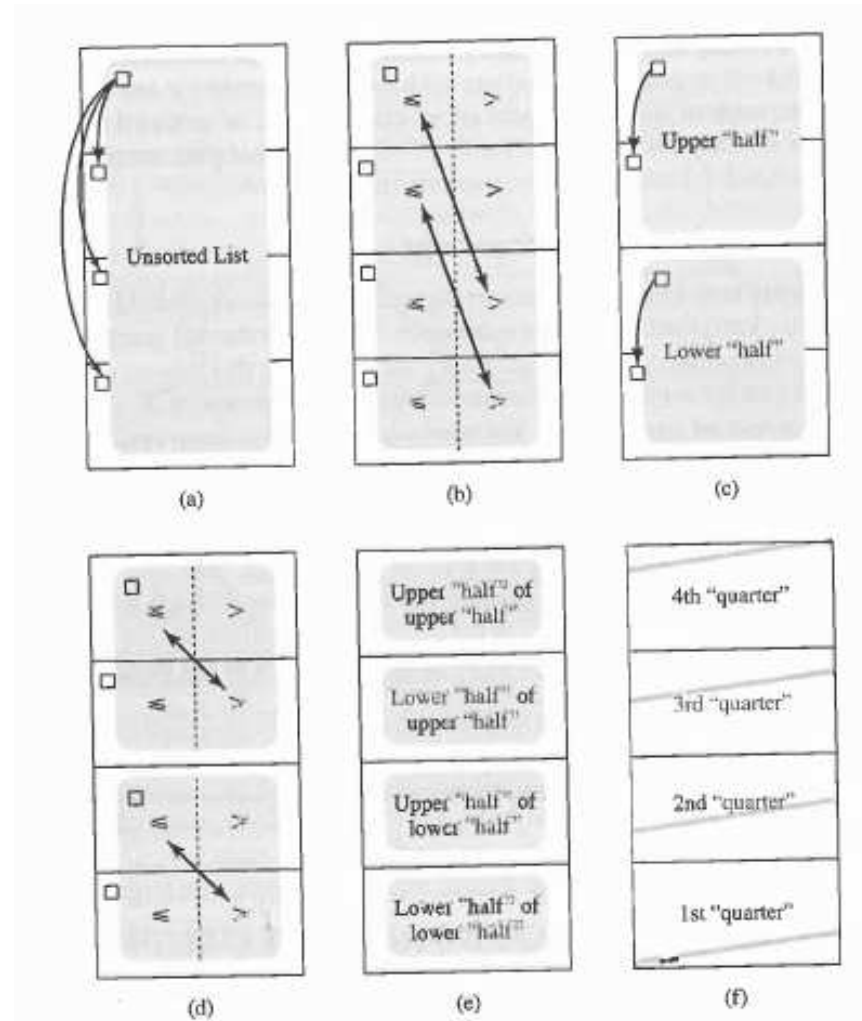 Unsorted List
(a)
≤ >
≤ >
≤ >
≤ >
(b)
Upper “half”
Lower “half”
(c)
≤ >
≤ >
≤ >
≤ >
(d)
Upper “half” of
upper “half”
Lower “half” of
upper “half”
Upper “half” of
lower “half”
Lower “half” of
lower “half”
(e)
4th “quarter”
3rd “quarter”
2nd “quarter”
1st “quarter”
(f)